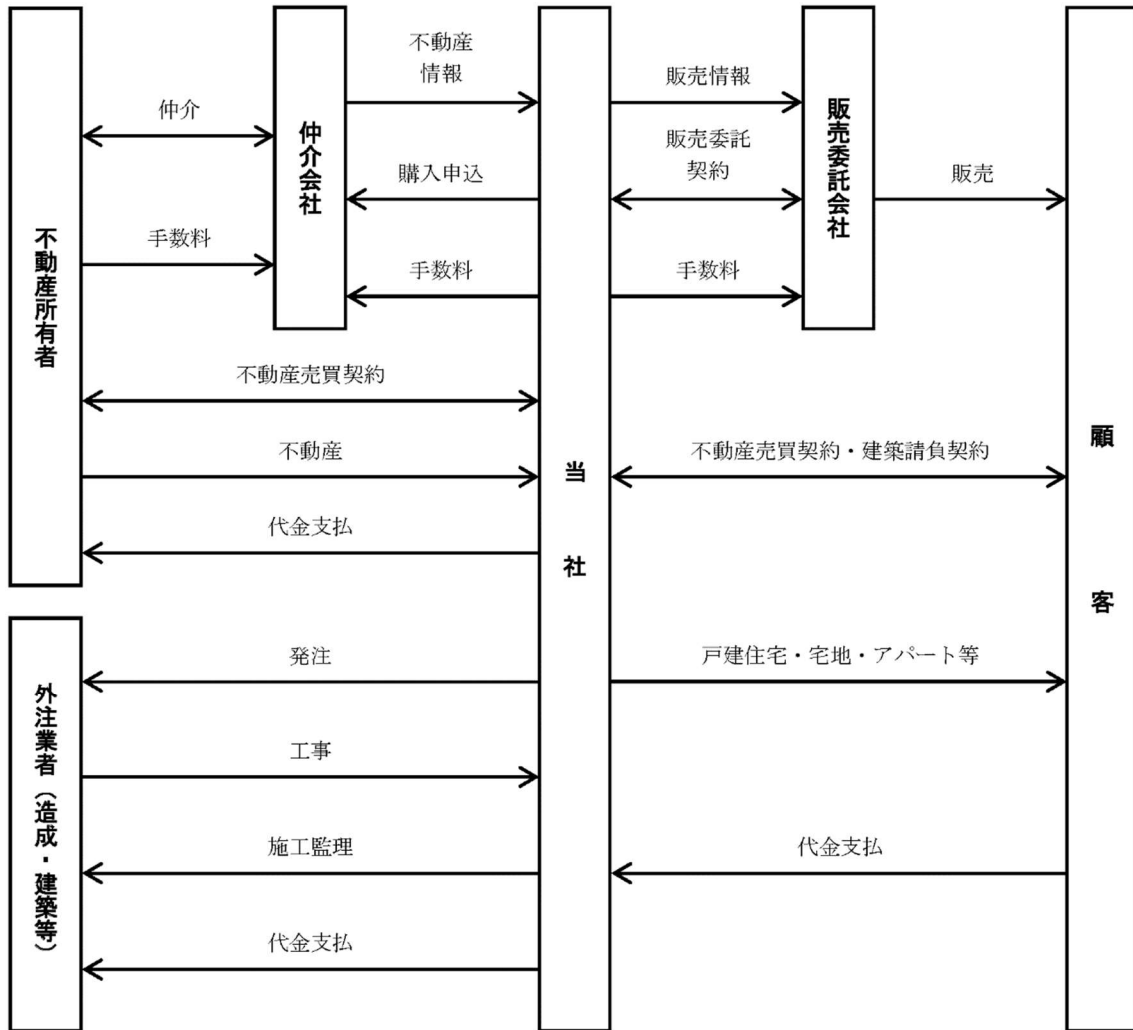 不動産所有者
外注業者（造成・建築等）
仲介
手数料
仲介会社
不動産
情報
購入申込
手数料
不動産売買契約
不動産
代金支払
発注
工事
施工監理
代金支払
当
社
販売情報
販売委託
契約
手数料
販売委託会社
販売
不動産売買契約・建築請負契約
戸建住宅・宅地・アパート等
代金支払
顧
客